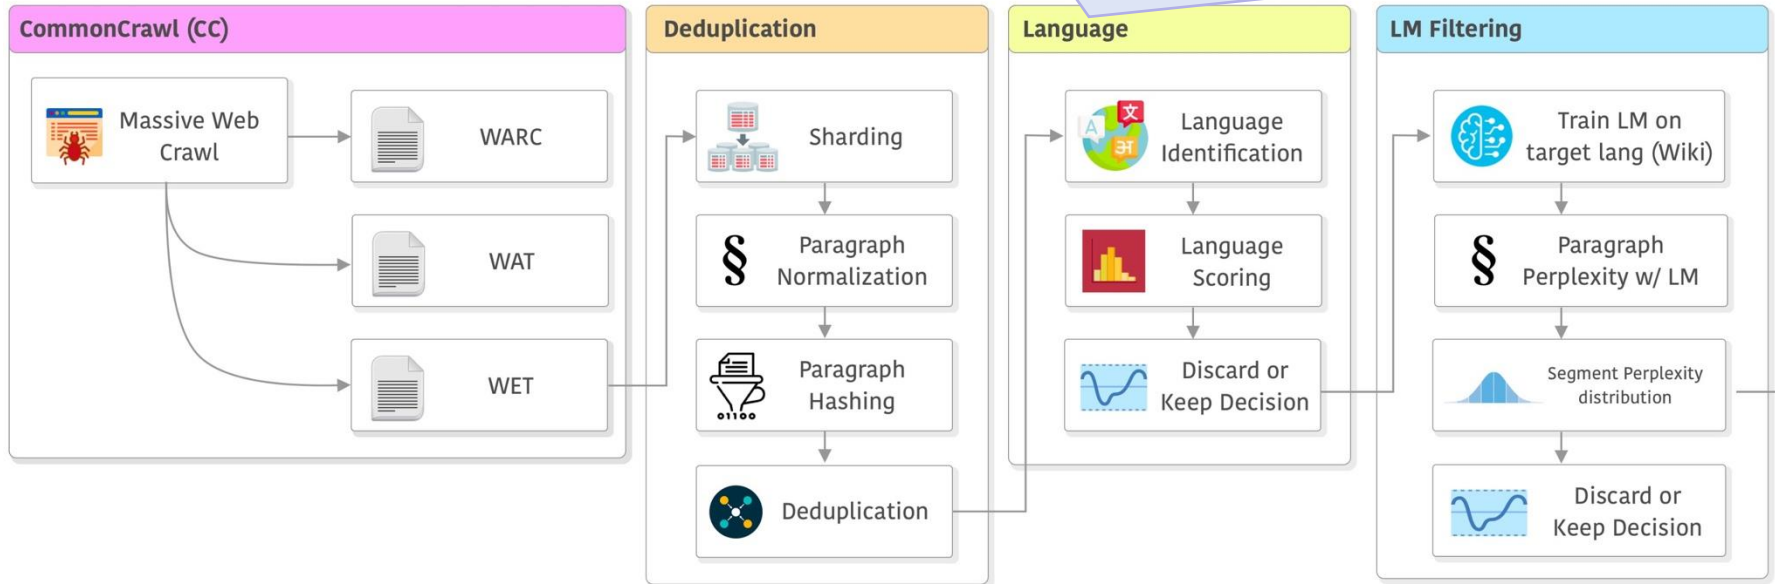 CommonCrawl (CC)
Massive Web
Crawl
WARC
WAT
WET
Deduplication
Sharding
§
Paragraph
Normalization
Paragraph
Hashing
01100
Deduplication
Language
A
文
अ
Language
Identification
Language
Scoring
Discard or
Keep Decision
LM Filtering
Train LM on
target lang (Wiki)
§
Paragraph
Perplexity w/ LM
Segment Perplexity
distribution
Discard or
Keep Decision